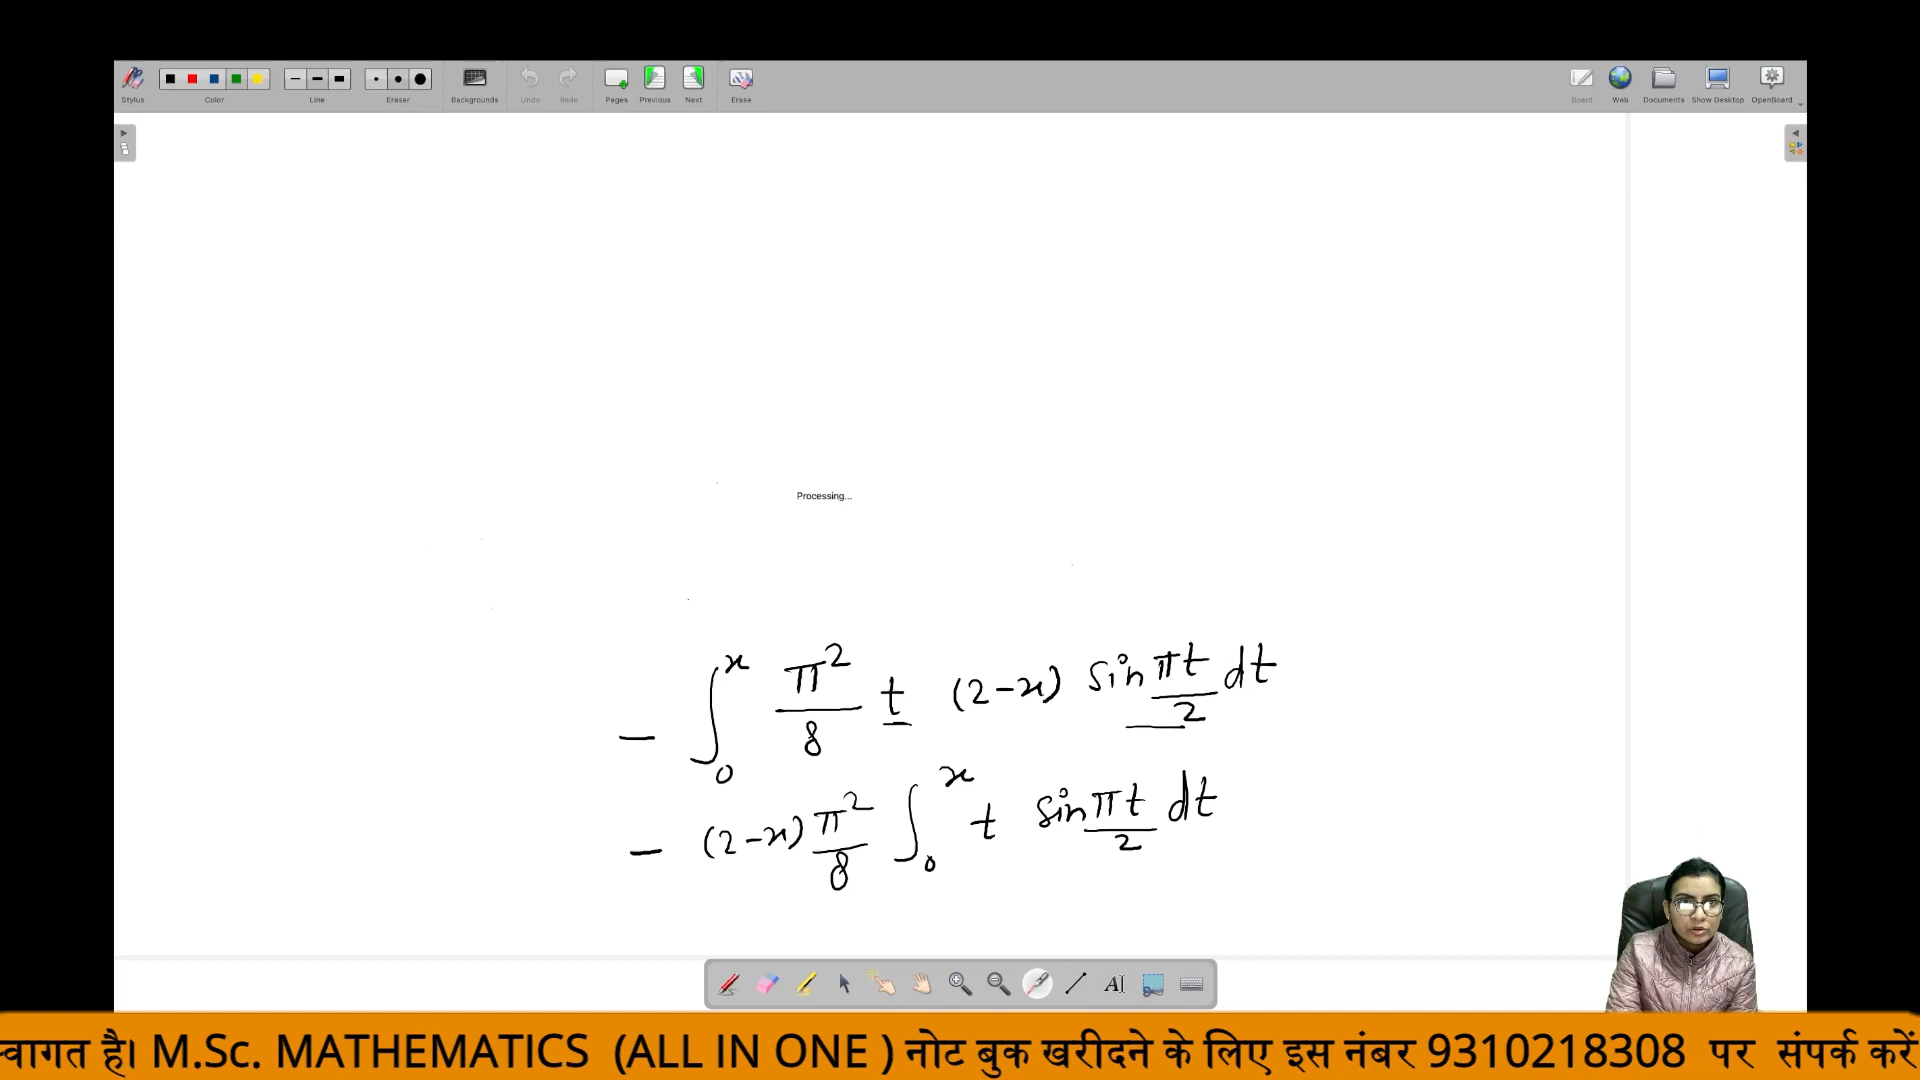 Stylus Color Line Eraser Backgrounds Undo Redo Pages Previous Next Erase Board Web Documents Show Desktop OpenBoard
Processing...
− ∫₀ˣ π²/8 t (2−x) sin πt/2 dt
− (2−x) π²/8 ∫₀ˣ t sin πt/2 dt
वागत है। M.Sc. MATHEMATICS (ALL IN ONE ) नोट बुक खरीदने के लिए इस नंबर 9310218308 पर संपर्क करें